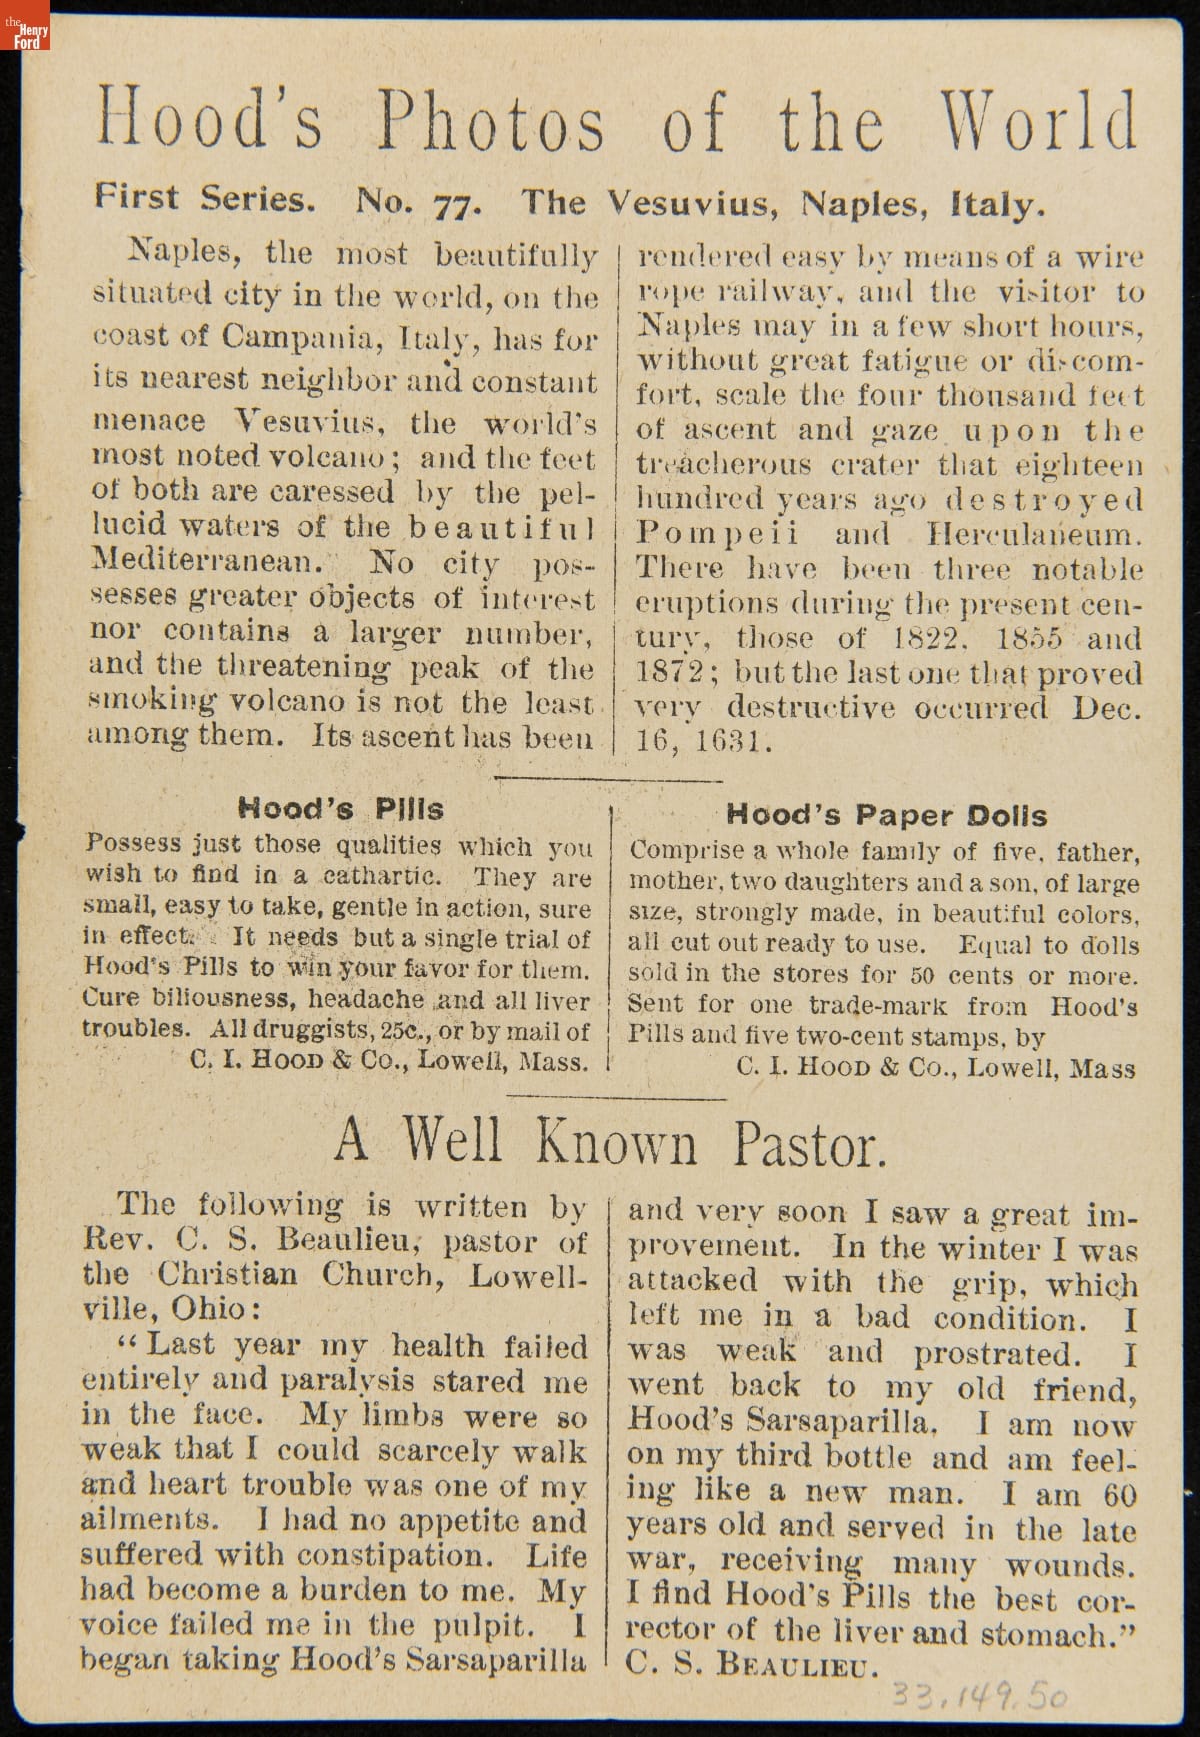 the
Henry
Ford
Hood's Photos of the World
First Series. No. 77. The Vesuvius, Naples, Italy.
Naples, the most beautifully
situated city in the world, on the
coast of Campania, Italy, has for
its nearest neighbor and constant
menace Vesuvius, the world's
most noted volcano; and the feet
of both are caressed by the pel-
lucid waters of the beautiful
Mediterranean. No city pos-
sesses greater objects of interest
nor contains a larger number,
and the threatening peak of the
smoking volcano is not the least
among them. Its ascent has been
rendered easy by means of a wire
rope railway, and the visitor to
Naples may in a few short hours,
without great fatigue or discom-
fort, scale the four thousand feet
of ascent and gaze upon the
treacherous crater that eighteen
hundred years ago destroyed
Pompeii and Herculaneum.
There have been three notable
eruptions during the present cen-
tury, those of 1822, 1855 and
1872; but the last one that proved
very destructive occurred Dec.
16, 1631.
Hood's Pills
Possess just those qualities which you
wish to find in a cathartic. They are
small, easy to take, gentle in action, sure
in effect. It needs but a single trial of
Hood's Pills to win your favor for them.
Cure biliousness, headache and all liver
troubles. All druggists, 25c., or by mail of
C. I. HOOD & CO., Lowell, Mass.
Hood's Paper Dolls
Comprise a whole family of five, father,
mother, two daughters and a son, of large
size, strongly made, in beautiful colors,
all cut out ready to use. Equal to dolls
sold in the stores for 50 cents or more.
Sent for one trade-mark from Hood's
Pills and five two-cent stamps, by
C. I. HOOD & CO., Lowell, Mass
A Well Known Pastor.
The following is written by
Rev. C. S. Beaulieu, pastor of
the Christian Church, Lowell-
ville, Ohio:
"Last year my health failed
entirely and paralysis stared me
in the face. My limbs were so
weak that I could scarcely walk
and heart trouble was one of my
ailments. I had no appetite and
suffered with constipation. Life
had become a burden to me. My
voice failed me in the pulpit. I
began taking Hood's Sarsaparilla
and very soon I saw a great im-
provement. In the winter I was
attacked with the grip, which
left me in a bad condition. I
was weak and prostrated. I
went back to my old friend,
Hood's Sarsaparilla. I am now
on my third bottle and am feel-
ing like a new man. I am 60
years old and served in the late
war, receiving many wounds.
I find Hood's Pills the best cor-
rector of the liver and stomach."
C. S. BEAULIEU.
33.149.50